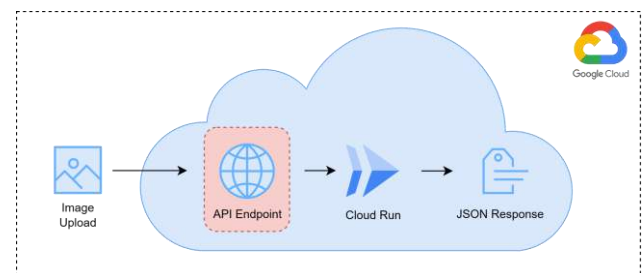 Google Cloud
Image
Upload
API Endpoint
Cloud Run
JSON Response